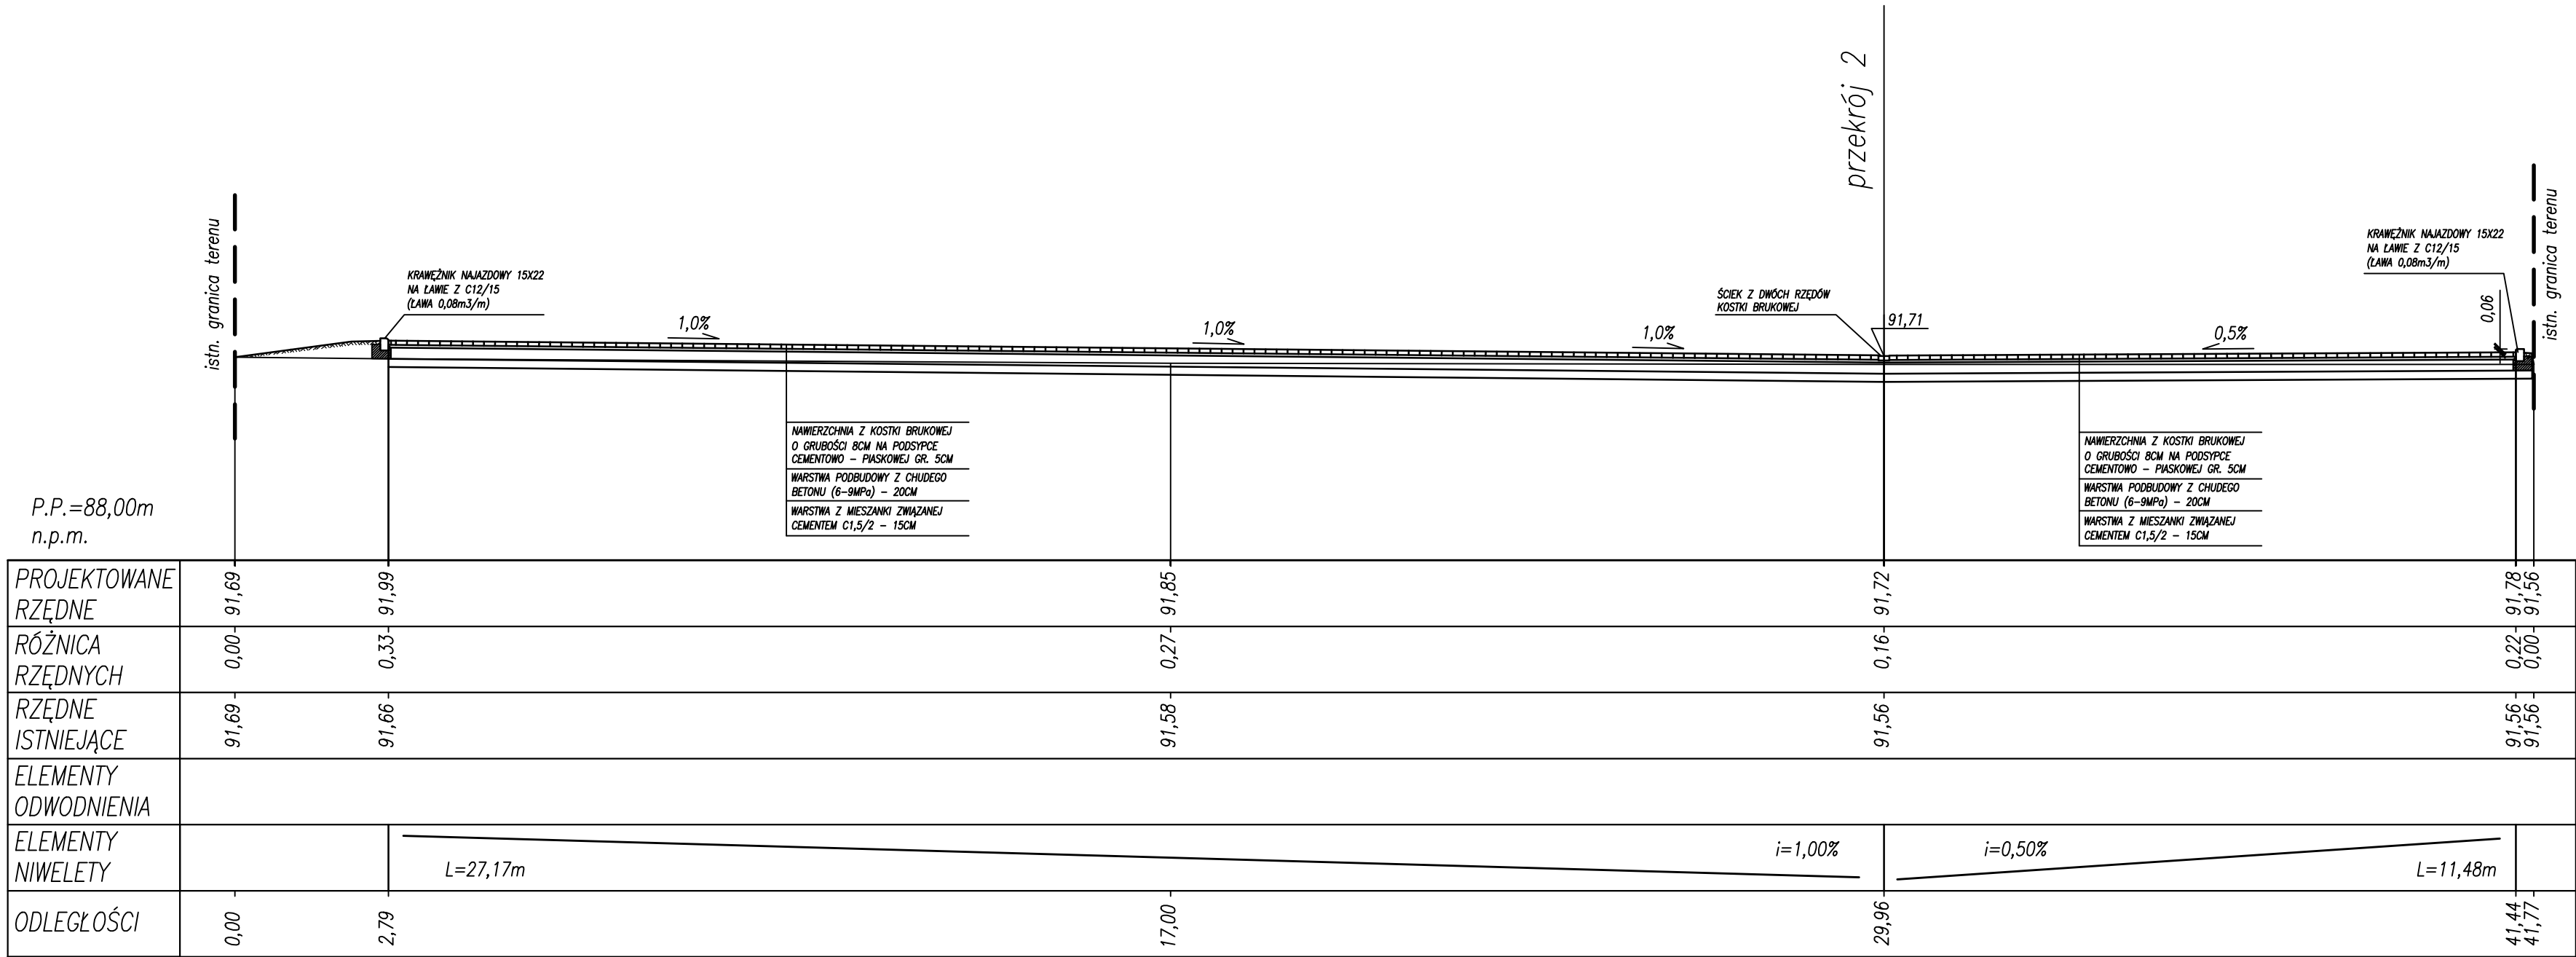 przekrój 2
istn. granica terenu
istn. granica terenu
KRAWĘŻNIK NAJAZDOWY 15X22
NA ŁAWIE Z C12/15
(ŁAWA 0,08m3/m)
KRAWĘŻNIK NAJAZDOWY 15X22
NA ŁAWIE Z C12/15
(ŁAWA 0,08m3/m)
ŚCIEK Z DWÓCH RZĘDÓW
KOSTKI BRUKOWEJ
1,0%
1,0%
1,0%
91,71
0,5%
0,06
NAWIERZCHNIA Z KOSTKI BRUKOWEJ
O GRUBOŚCI 8CM NA PODSYPCE
CEMENTOWO – PIASKOWEJ GR. 5CM
WARSTWA PODBUDOWY Z CHUDEGO
BETONU (6–9MPa) – 20CM
WARSTWA Z MIESZANKI ZWIĄZANEJ
CEMENTEM C1,5/2 – 15CM
NAWIERZCHNIA Z KOSTKI BRUKOWEJ
O GRUBOŚCI 8CM NA PODSYPCE
CEMENTOWO – PIASKOWEJ GR. 5CM
WARSTWA PODBUDOWY Z CHUDEGO
BETONU (6–9MPa) – 20CM
WARSTWA Z MIESZANKI ZWIĄZANEJ
CEMENTEM C1,5/2 – 15CM
P.P.=88,00m
n.p.m.
PROJEKTOWANE
RZĘDNE
91,69 91,99 91,85 91,72 91,78 91,56
RÓŻNICA
RZĘDNYCH
0,00 0,33 0,27 0,16 0,22 0,00
RZĘDNE
ISTNIEJĄCE
91,69 91,66 91,58 91,56 91,56 91,56
ELEMENTY
ODWODNIENIA
ELEMENTY
NIWELETY
L=27,17m i=1,00% i=0,50% L=11,48m
ODLEGŁOŚCI
0,00 2,79 17,00 29,96 41,44 41,77